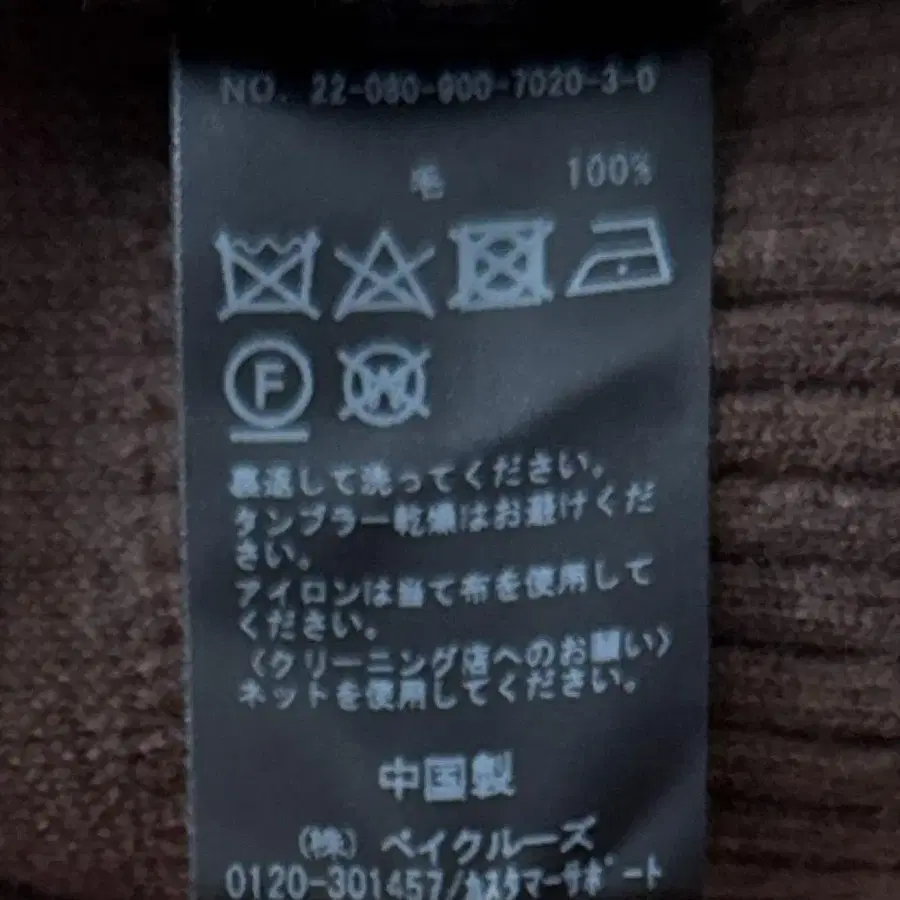 NO. 22-080-900-7020-3-0
毛 100%
F W
裏返して洗ってください。
タンブラー乾燥はお避けくだ
さい。
アイロンは当て布を使用して
ください。
〈クリーニング店へのお願い〉
ネットを使用してください。
中国製
(株) ベイクルーズ
0120-301457/カスタマーサポート